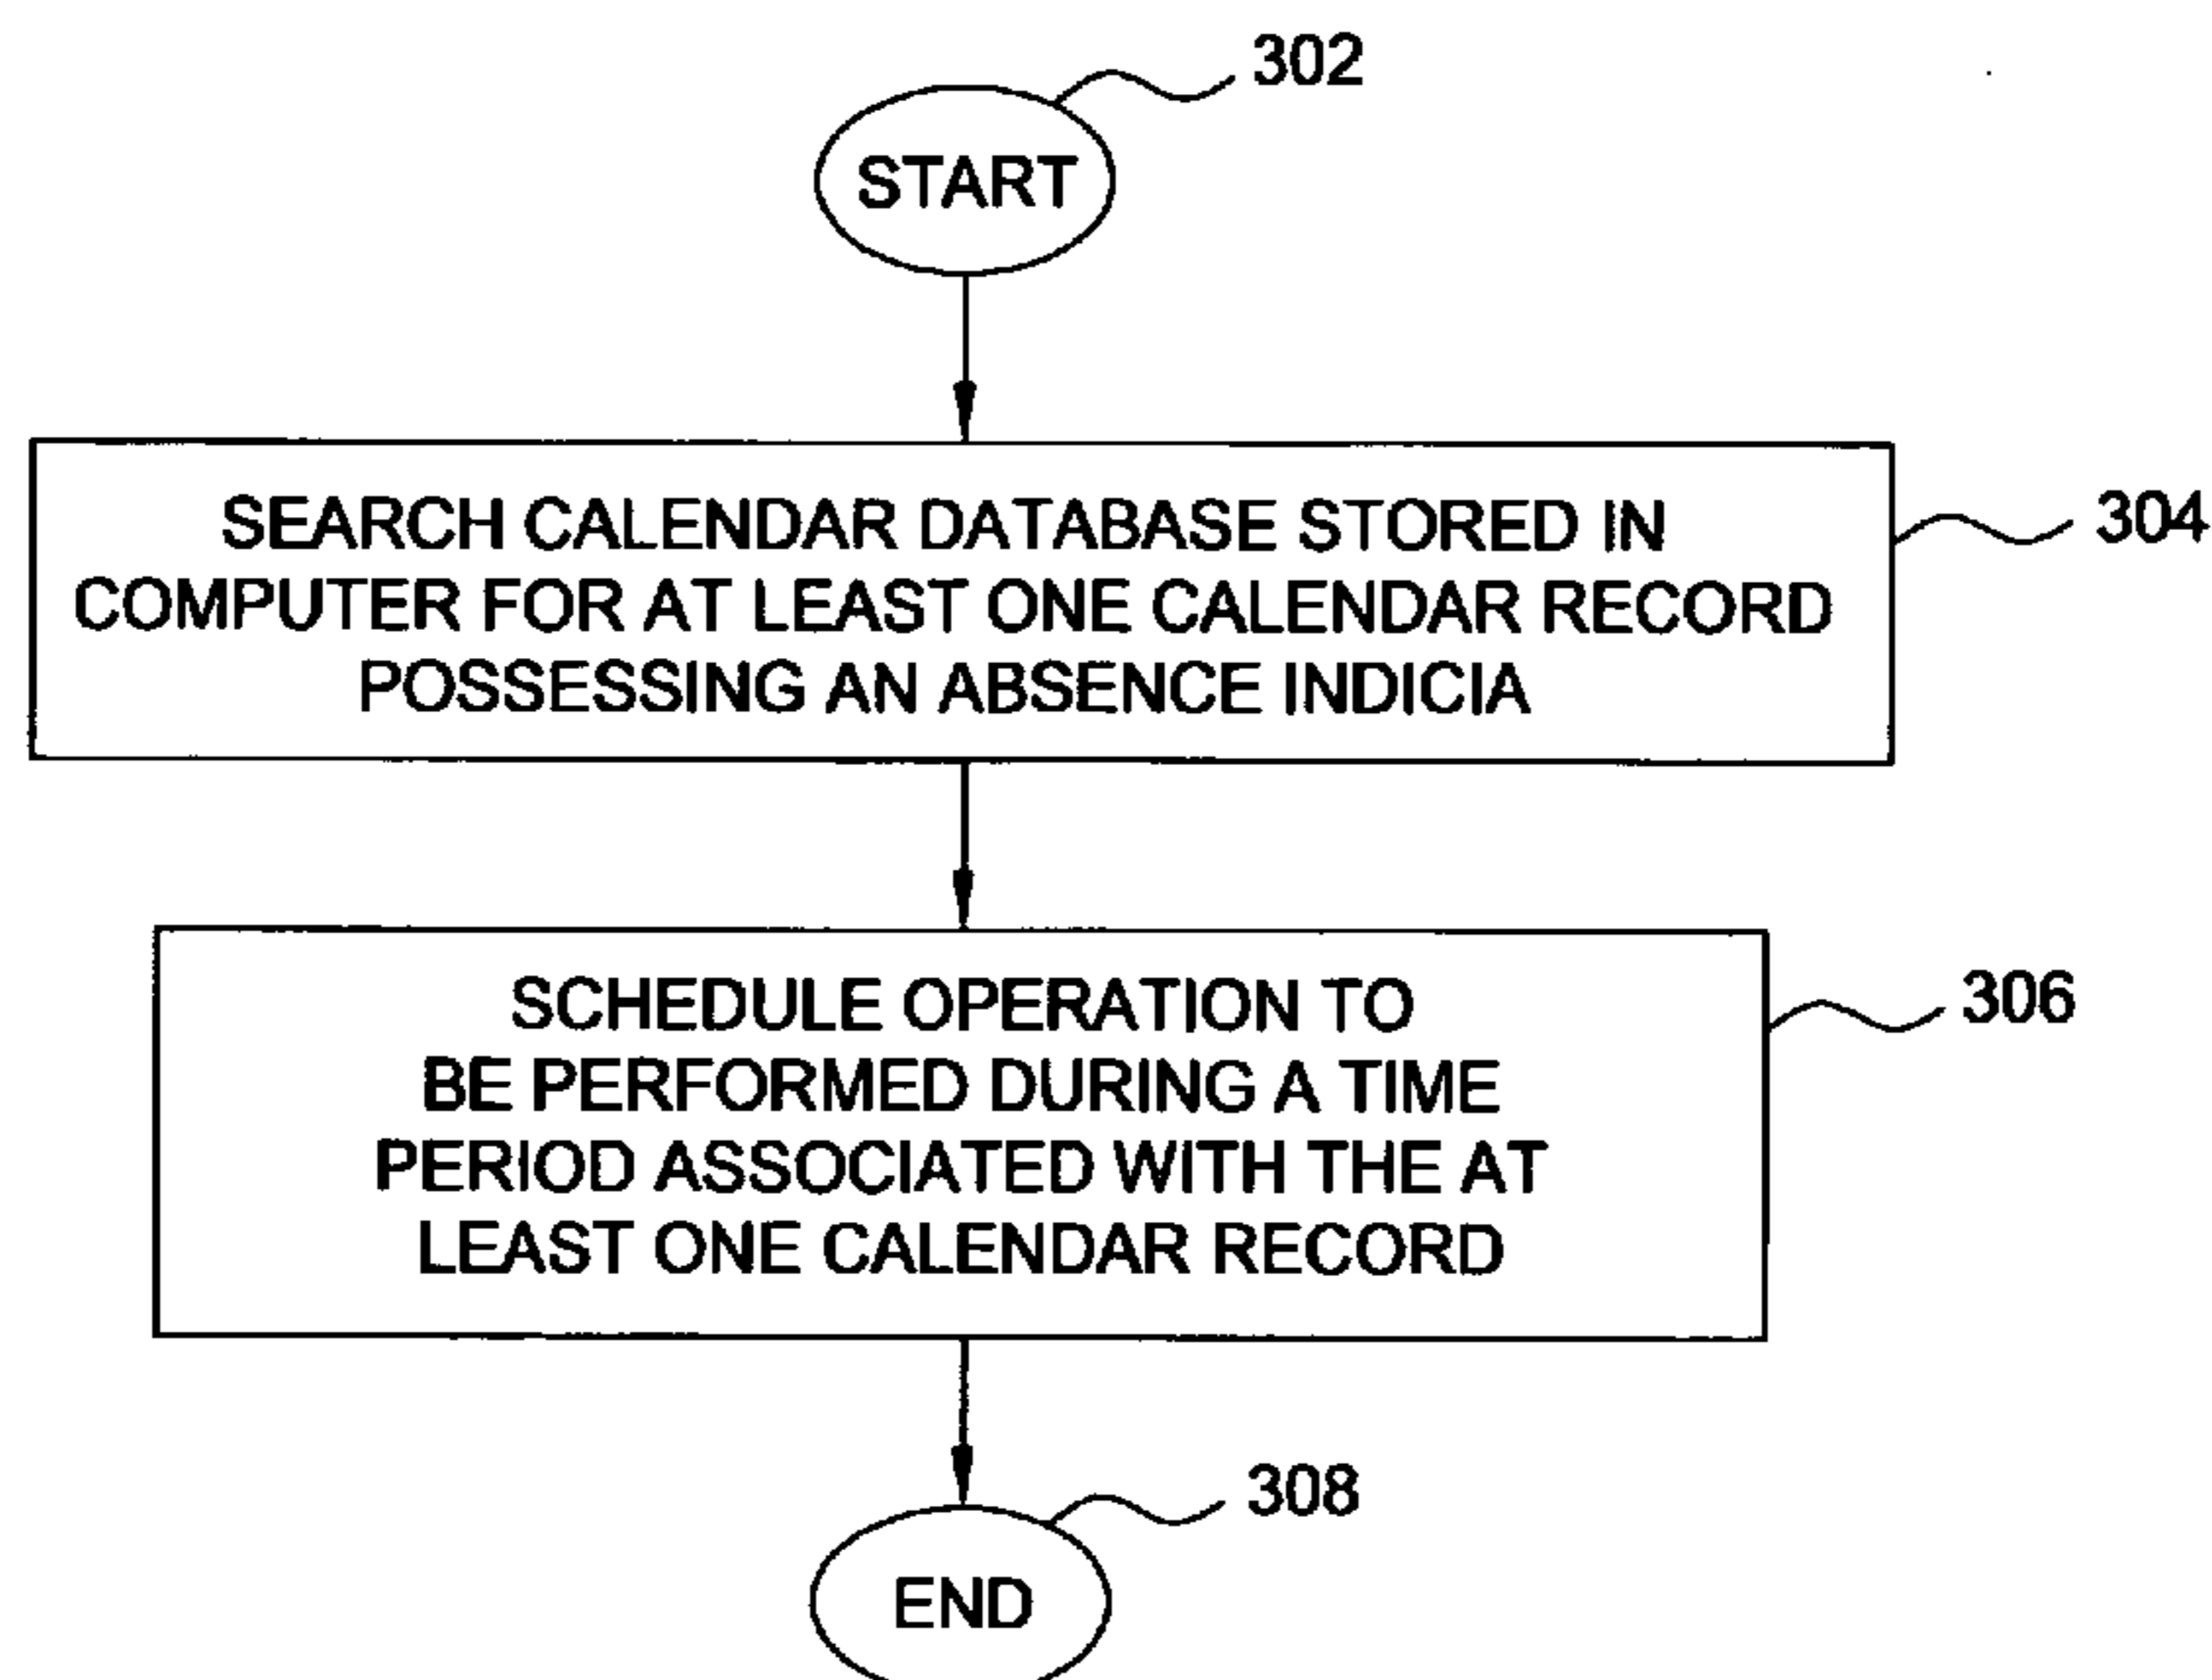 302
START
SEARCH CALENDAR DATABASE STORED IN
COMPUTER FOR AT LEAST ONE CALENDAR RECORD
POSSESSING AN ABSENCE INDICIA
304
SCHEDULE OPERATION TO
BE PERFORMED DURING A TIME
PERIOD ASSOCIATED WITH THE AT
LEAST ONE CALENDAR RECORD
306
308
END